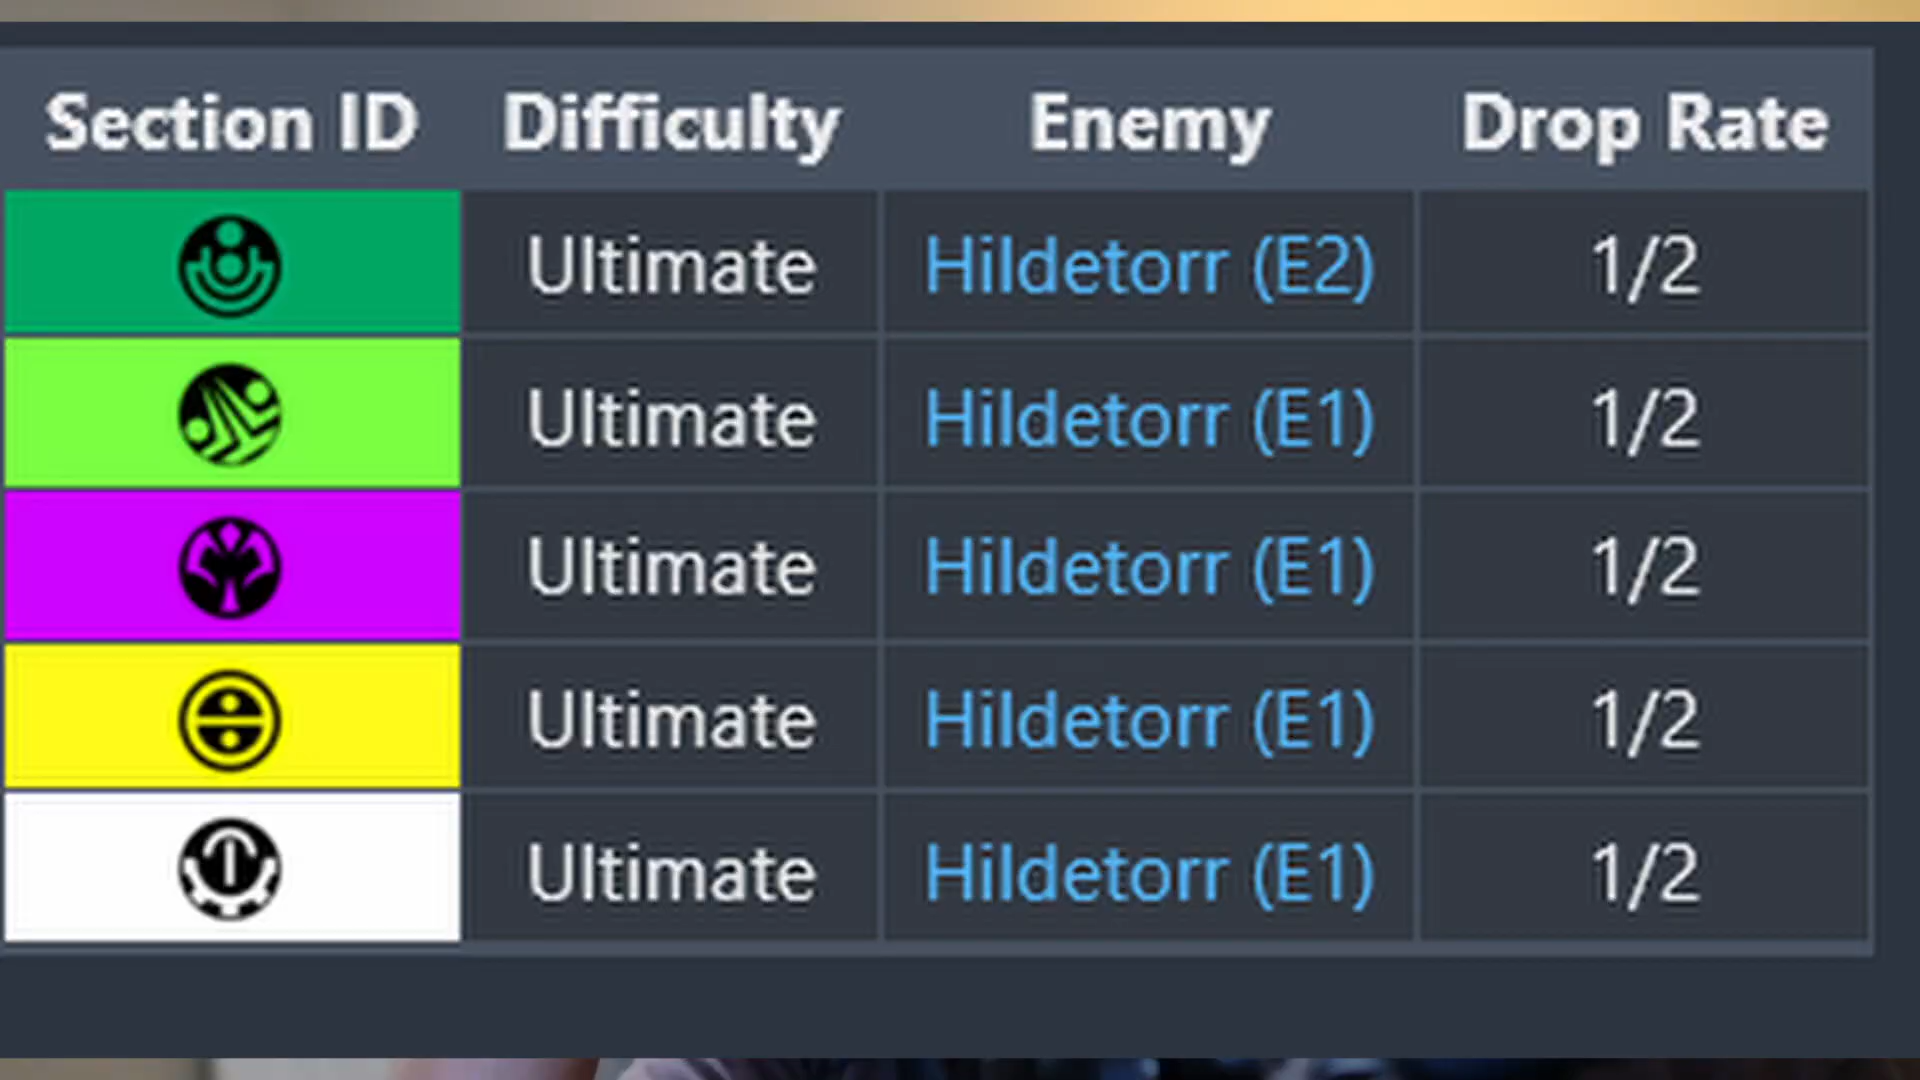 Section ID Difficulty Enemy Drop Rate
Ultimate Hildetorr (E2) 1/2
Ultimate Hildetorr (E1) 1/2
Ultimate Hildetorr (E1) 1/2
Ultimate Hildetorr (E1) 1/2
Ultimate Hildetorr (E1) 1/2